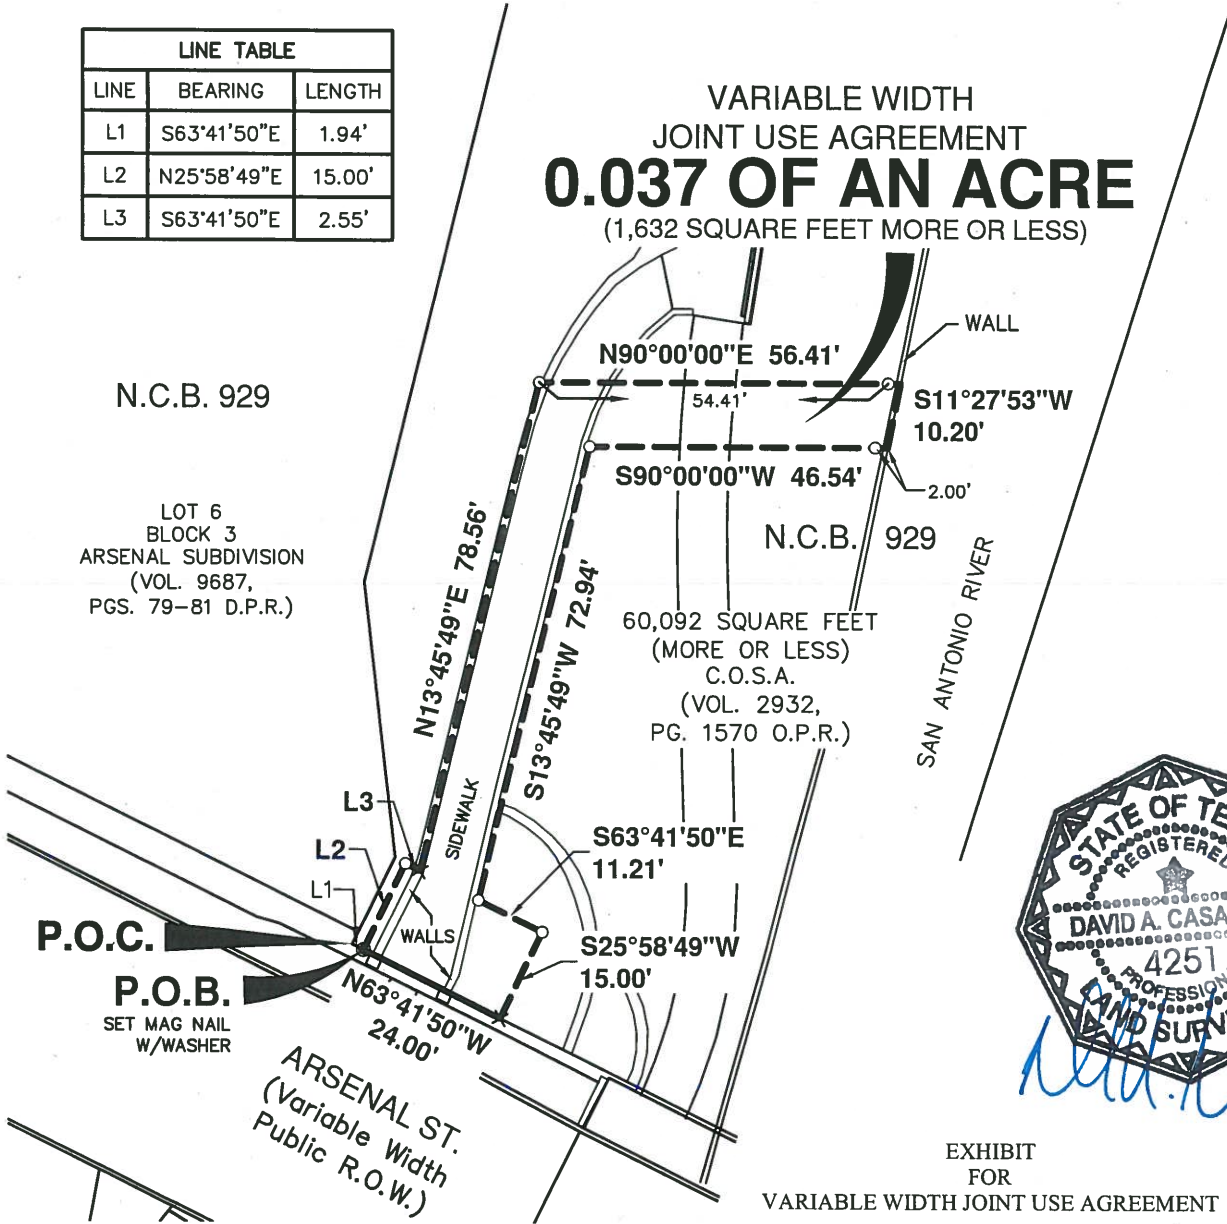 LINE TABLE
LINE BEARING LENGTH
L1 S63°41'50"E 1.94'
L2 N25°58'49"E 15.00'
L3 S63°41'50"E 2.55'
VARIABLE WIDTH
JOINT USE AGREEMENT
0.037 OF AN ACRE
(1,632 SQUARE FEET MORE OR LESS)
WALL
N90°00'00"E 56.41'
54.41'
S11°27'53"W
10.20'
S90°00'00"W 46.54'
2.00'
N.C.B. 929
N.C.B. 929
LOT 6
BLOCK 3
ARSENAL SUBDIVISION
(VOL. 9687,
PGS. 79-81 D.P.R.)
N13°45'49"E 78.56'
S13°45'49"W 72.94'
60,092 SQUARE FEET
(MORE OR LESS)
C.O.S.A.
(VOL. 2932,
PG. 1570 O.P.R.)
SAN ANTONIO RIVER
SIDEWALK
L3
L2
L1
S63°41'50"E
11.21'
WALLS
S25°58'49"W
15.00'
P.O.C.
P.O.B.
SET MAG NAIL
W/WASHER
N63°41'50"W
24.00'
ARSENAL ST.
(Variable Width
Public R.O.W.)
STATE OF TE
REGISTERED
DAVID A. CASA
4251
PROFESSION
LAND SURV
EXHIBIT
FOR
VARIABLE WIDTH JOINT USE AGREEMENT